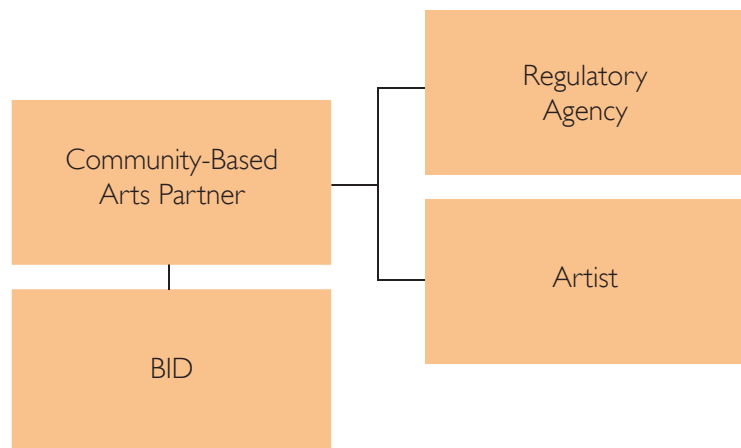 Community-Based
Arts Partner
Regulatory
Agency
Artist
BID